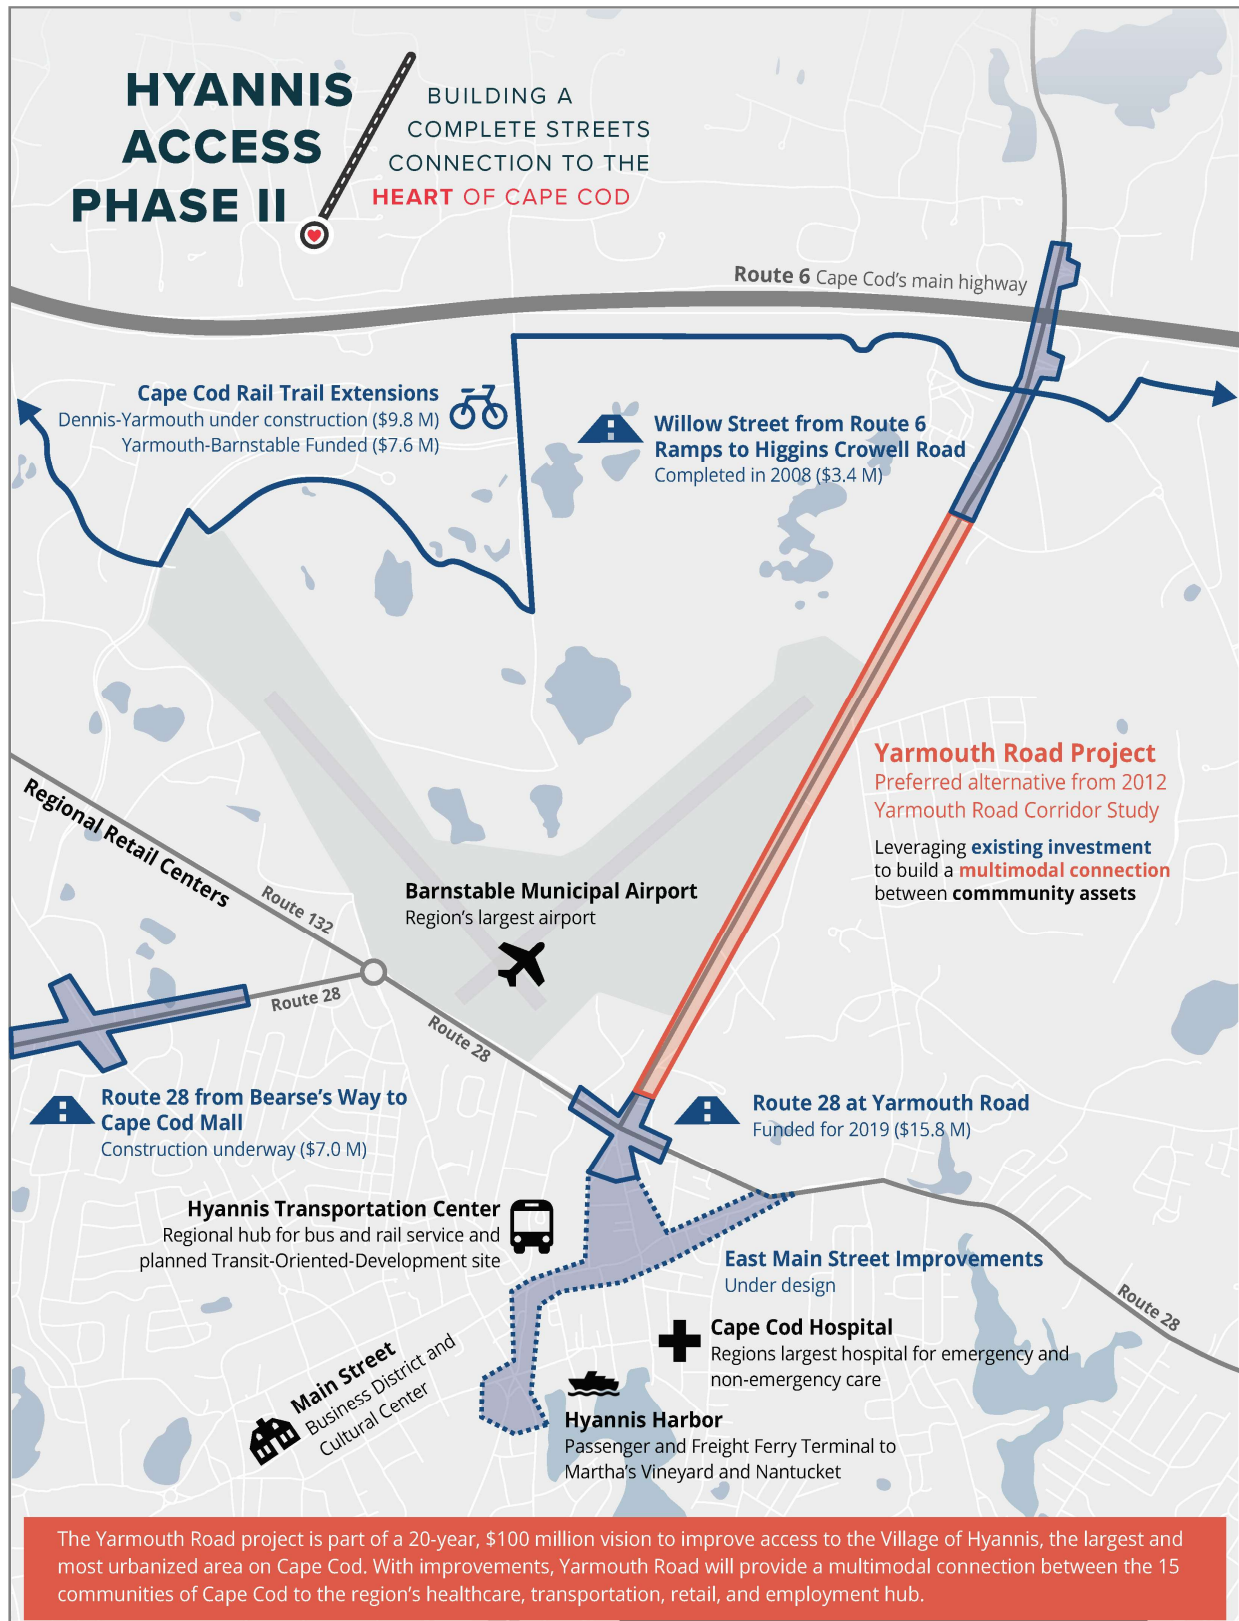 HYANNIS
ACCESS
PHASE II
BUILDING A
COMPLETE STREETS
CONNECTION TO THE
HEART OF CAPE COD
Route 6 Cape Cod's main highway
Cape Cod Rail Trail Extensions
Dennis-Yarmouth under construction ($9.8 M)
Yarmouth-Barnstable Funded ($7.6 M)
Willow Street from Route 6
Ramps to Higgins Crowell Road
Completed in 2008 ($3.4 M)
Yarmouth Road Project
Preferred alternative from 2012
Yarmouth Road Corridor Study
Leveraging existing investment
to build a multimodal connection
between commmunity assets
Regional Retail Centers
Route 132
Barnstable Municipal Airport
Region's largest airport
Route 28
Route 28
Route 28 from Bearse's Way to
Cape Cod Mall
Construction underway ($7.0 M)
Route 28 at Yarmouth Road
Funded for 2019 ($15.8 M)
Hyannis Transportation Center
Regional hub for bus and rail service and
planned Transit-Oriented-Development site
East Main Street Improvements
Under design
Route 28
Cape Cod Hospital
Regions largest hospital for emergency and
non-emergency care
Main Street
Business District and
Cultural Center
Hyannis Harbor
Passenger and Freight Ferry Terminal to
Martha's Vineyard and Nantucket
The Yarmouth Road project is part of a 20-year, $100 million vision to improve access to the Village of Hyannis, the largest and
most urbanized area on Cape Cod. With improvements, Yarmouth Road will provide a multimodal connection between the 15
communities of Cape Cod to the region's healthcare, transportation, retail, and employment hub.